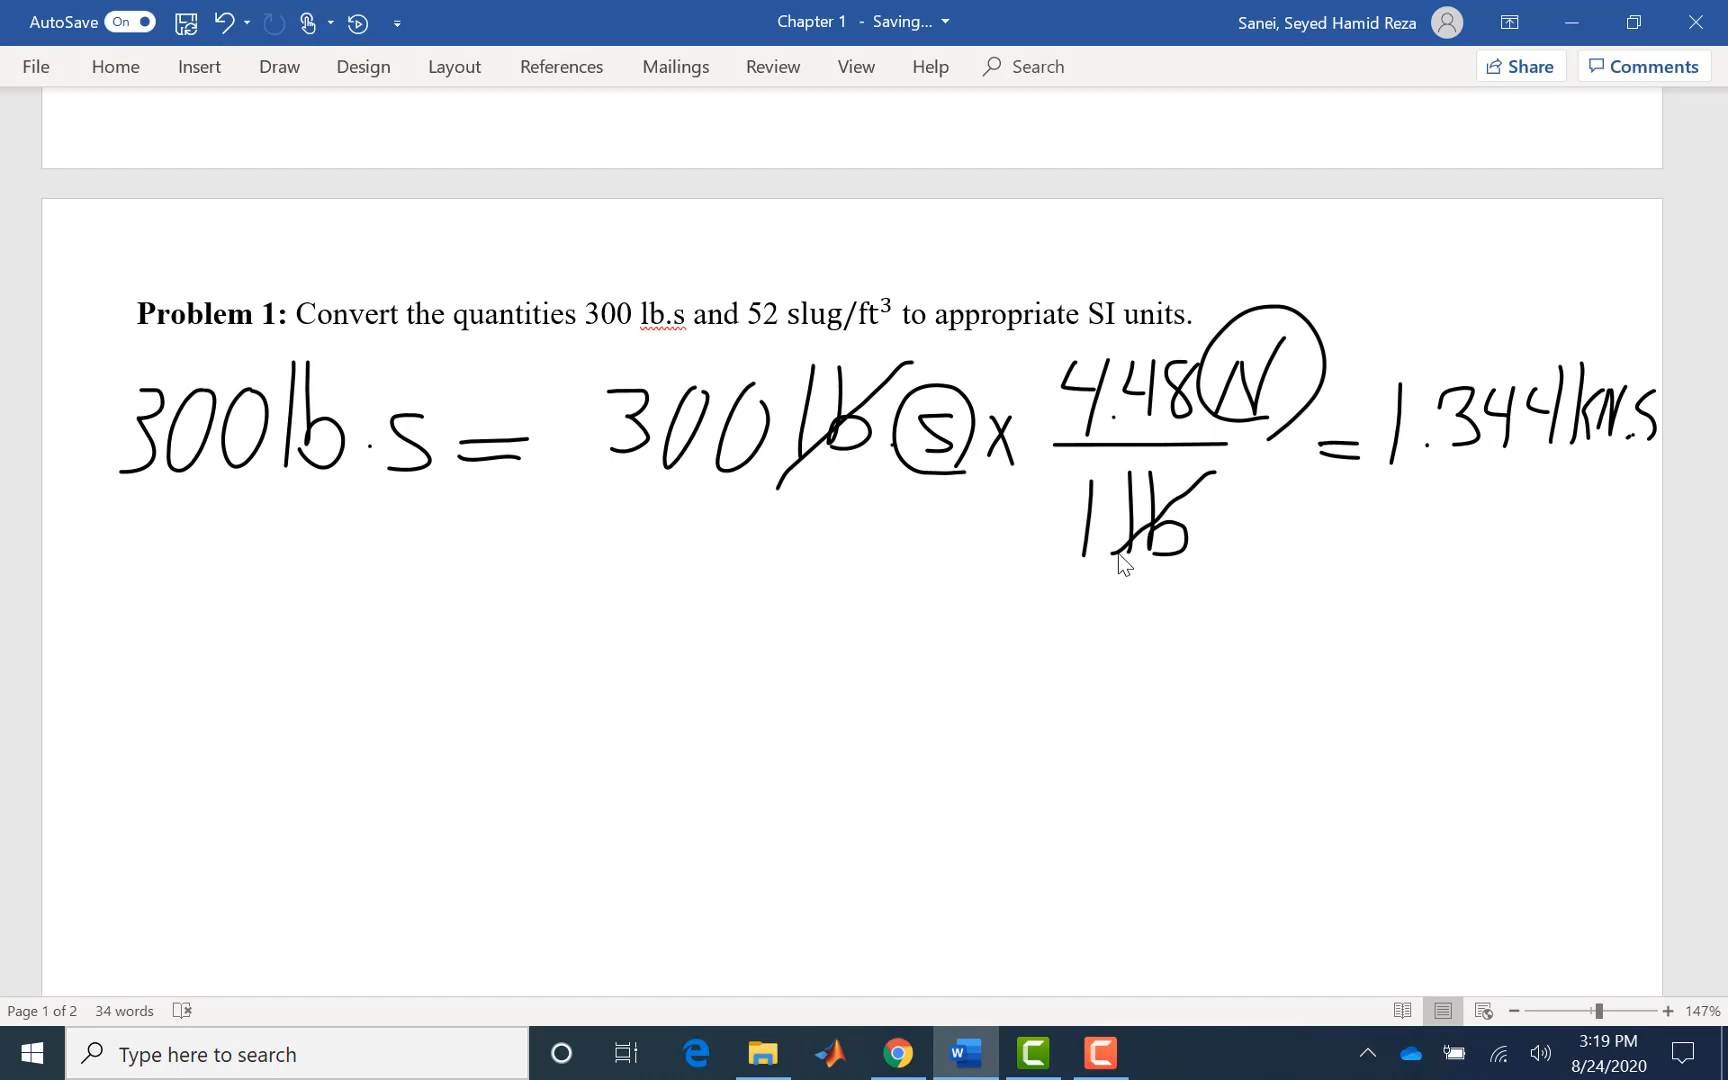 AutoSave On Chapter 1 - Saving... Sanei, Seyed Hamid Reza
File Home Insert Draw Design Layout References Mailings Review View Help Search Share Comments
Problem 1: Convert the quantities 300 lb.s and 52 slug/ft³ to appropriate SI units.
300 lb · s = 300 lb . s x 4.48 N / 1 lb = 1.344 kN.s
Page 1 of 2 34 words 147%
Type here to search 3:19 PM
8/24/2020